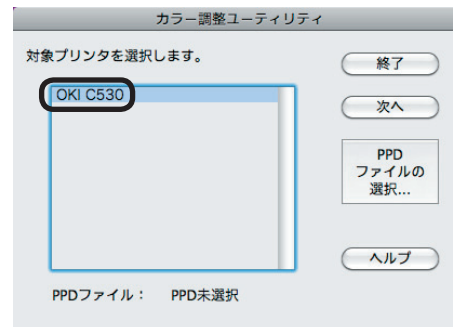 カラー調整ユーティリティ
対象プリンタを選択します。
終了
OKI C530
次へ
PPD
ファイルの
選択...
ヘルプ
PPDファイル： PPD未選択